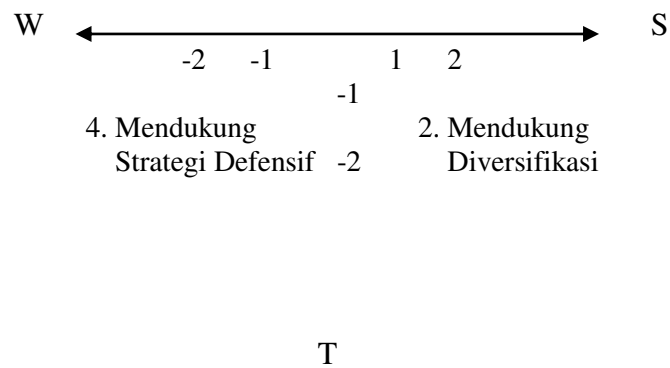 W S
-2 -1 1 2
-1
4. Mendukung 2. Mendukung
Strategi Defensif -2 Diversifikasi
T